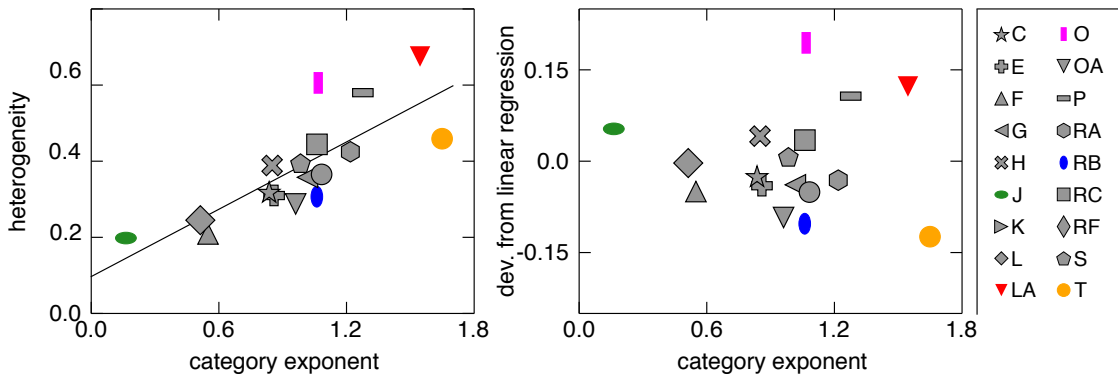 heterogeneity
0.6
0.4
0.2
0.0
0.0 0.6 1.2 1.8
category exponent
dev. from linear regression
0.15
0.0
-0.15
0.0 0.6 1.2 1.8
category exponent
C O
E OA
F P
G RA
H RB
J RC
K RF
L S
LA T